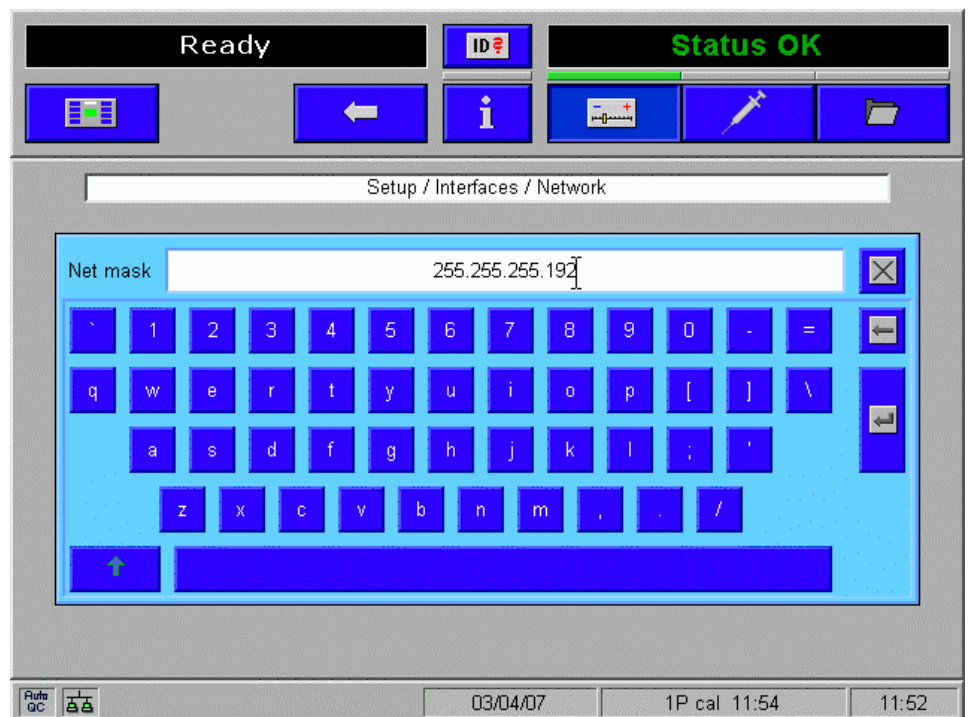 Ready ID? Status OK
i - +
Setup / Interfaces / Network
Net mask 255.255.255.192
` 1 2 3 4 5 6 7 8 9 0 - =
q w e r t y u i o p [ ] \
a s d f g h j k l ; '
z x c v b n m , . /
Auto QC 03/04/07 1P cal 11:54 11:52